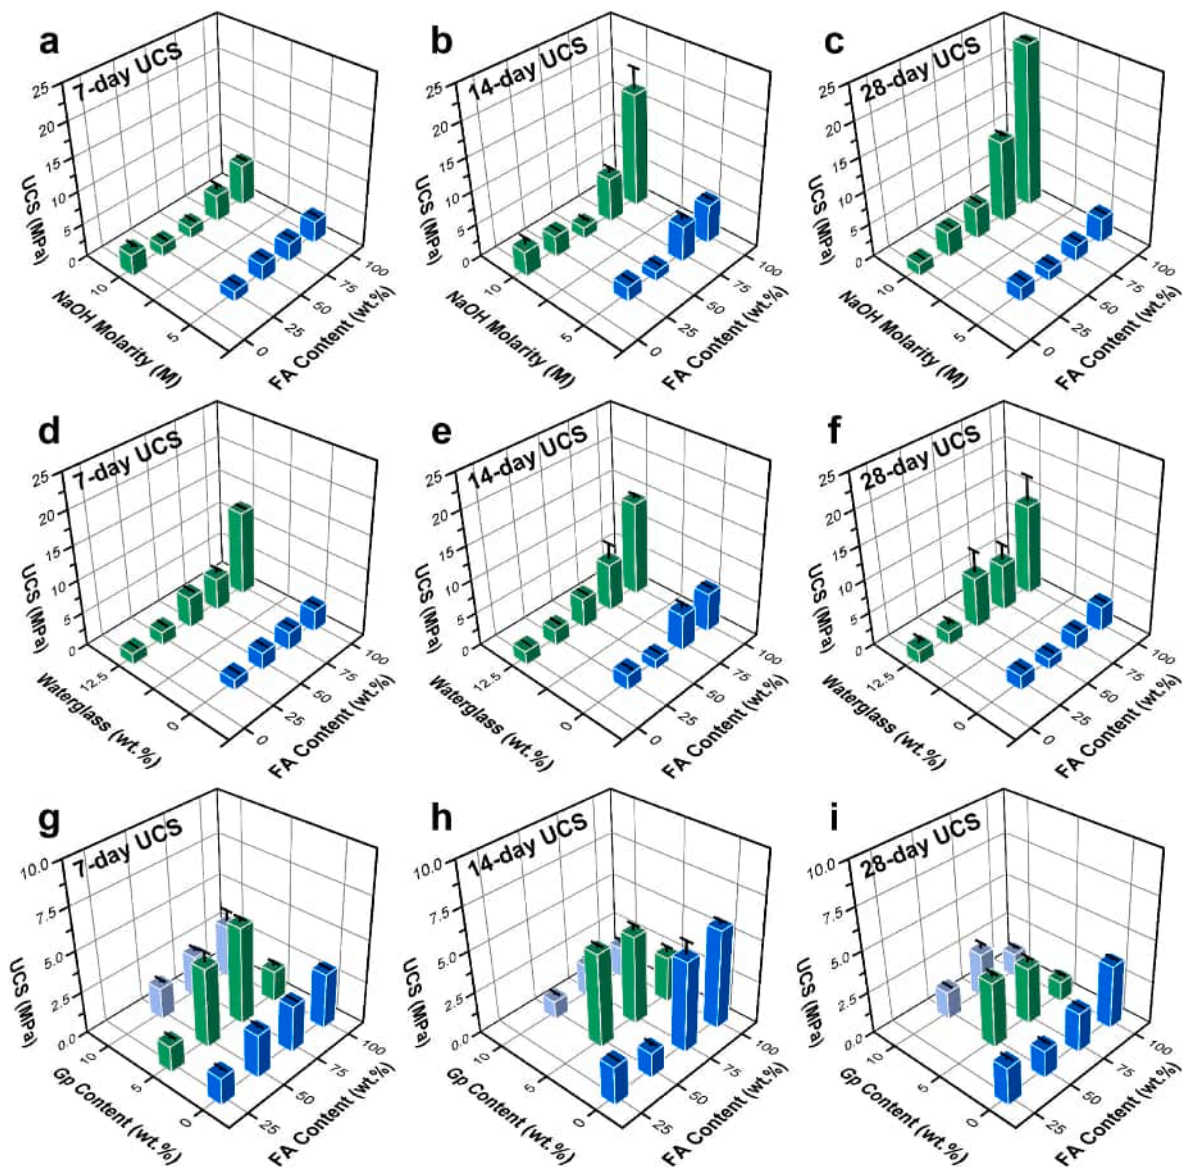 a
7-day UCS
25
20
15
10
5
0
UCS (MPa)
10
5
NaOH Molarity (M)
0
25
50
75
100
FA Content (wt.%)
b
14-day UCS
25
20
15
10
5
0
UCS (MPa)
10
5
NaOH Molarity (M)
0
25
50
75
100
FA Content (wt.%)
c
28-day UCS
25
20
15
10
5
0
UCS (MPa)
10
5
NaOH Molarity (M)
0
25
50
75
100
FA Content (wt.%)
d
7-day UCS
25
20
15
10
5
0
UCS (MPa)
12.5
0
Waterglass (wt.%)
0
25
50
75
100
FA Content (wt.%)
e
14-day UCS
25
20
15
10
5
0
UCS (MPa)
12.5
0
Waterglass (wt.%)
0
25
50
75
100
FA Content (wt.%)
f
28-day UCS
25
20
15
10
5
0
UCS (MPa)
12.5
0
Waterglass (wt.%)
0
25
50
75
100
FA Content (wt.%)
g
7-day UCS
10.0
7.5
5.0
2.5
0.0
UCS (MPa)
10
5
0
Gp Content (wt.%)
25
50
75
100
FA Content (wt.%)
h
14-day UCS
10.0
7.5
5.0
2.5
0.0
UCS (MPa)
10
5
0
Gp Content (wt.%)
25
50
75
100
FA Content (wt.%)
i
28-day UCS
10.0
7.5
5.0
2.5
0.0
UCS (MPa)
10
5
0
Gp Content (wt.%)
25
50
75
100
FA Content (wt.%)